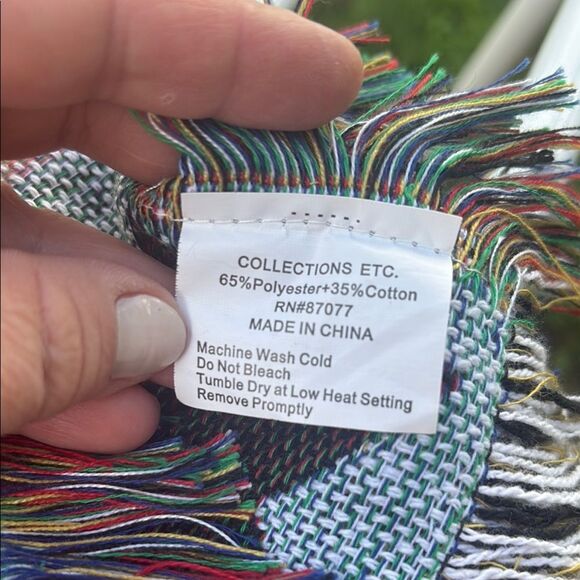 COLLECTIONS ETC.
65%Polyester+35%Cotton
RN#87077
MADE IN CHINA
Machine Wash Cold
Do Not Bleach
Tumble Dry at Low Heat Setting
Remove Promptly